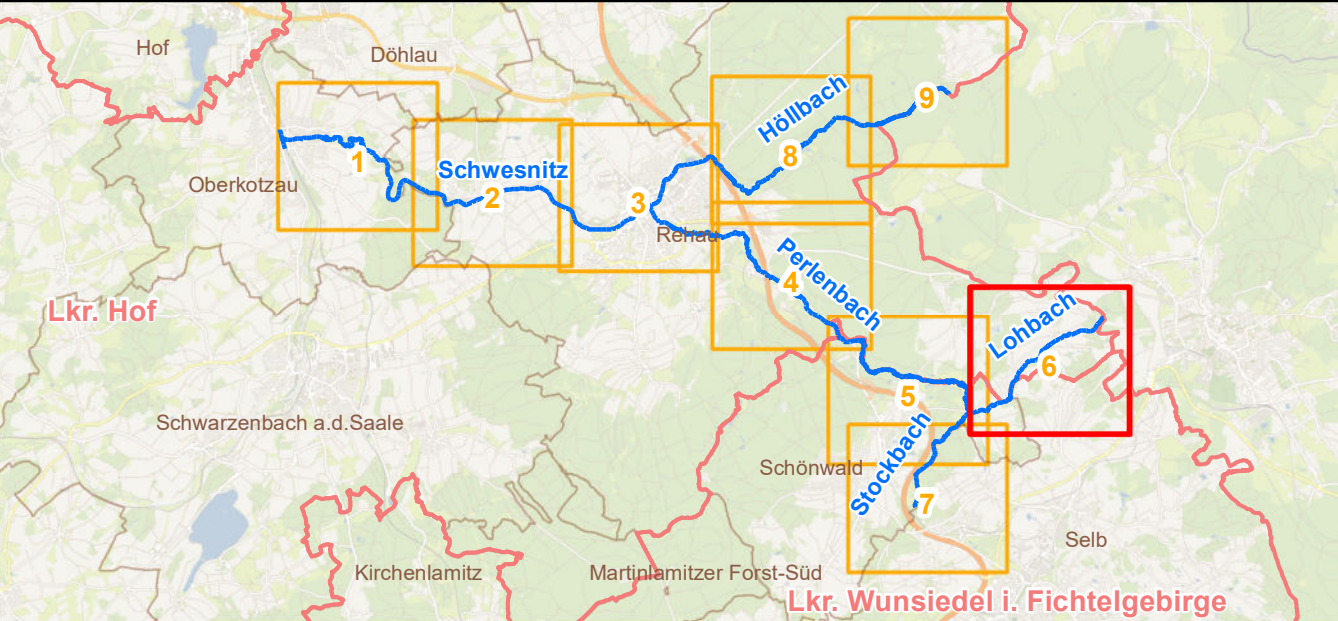 Hof
Döhlau
9
Höllbach
8
1
Schwesnitz
2
Oberkotzau
3
Rehau
Perlenbach
4
Lkr. Hof
Lohbach
6
5
Schwarzenbach a.d.Saale
Stockbach
Schönwald
7
Selb
Kirchenlamitz
Martinlamitzer Forst-Süd
Lkr. Wunsiedel i. Fichtelgebirge